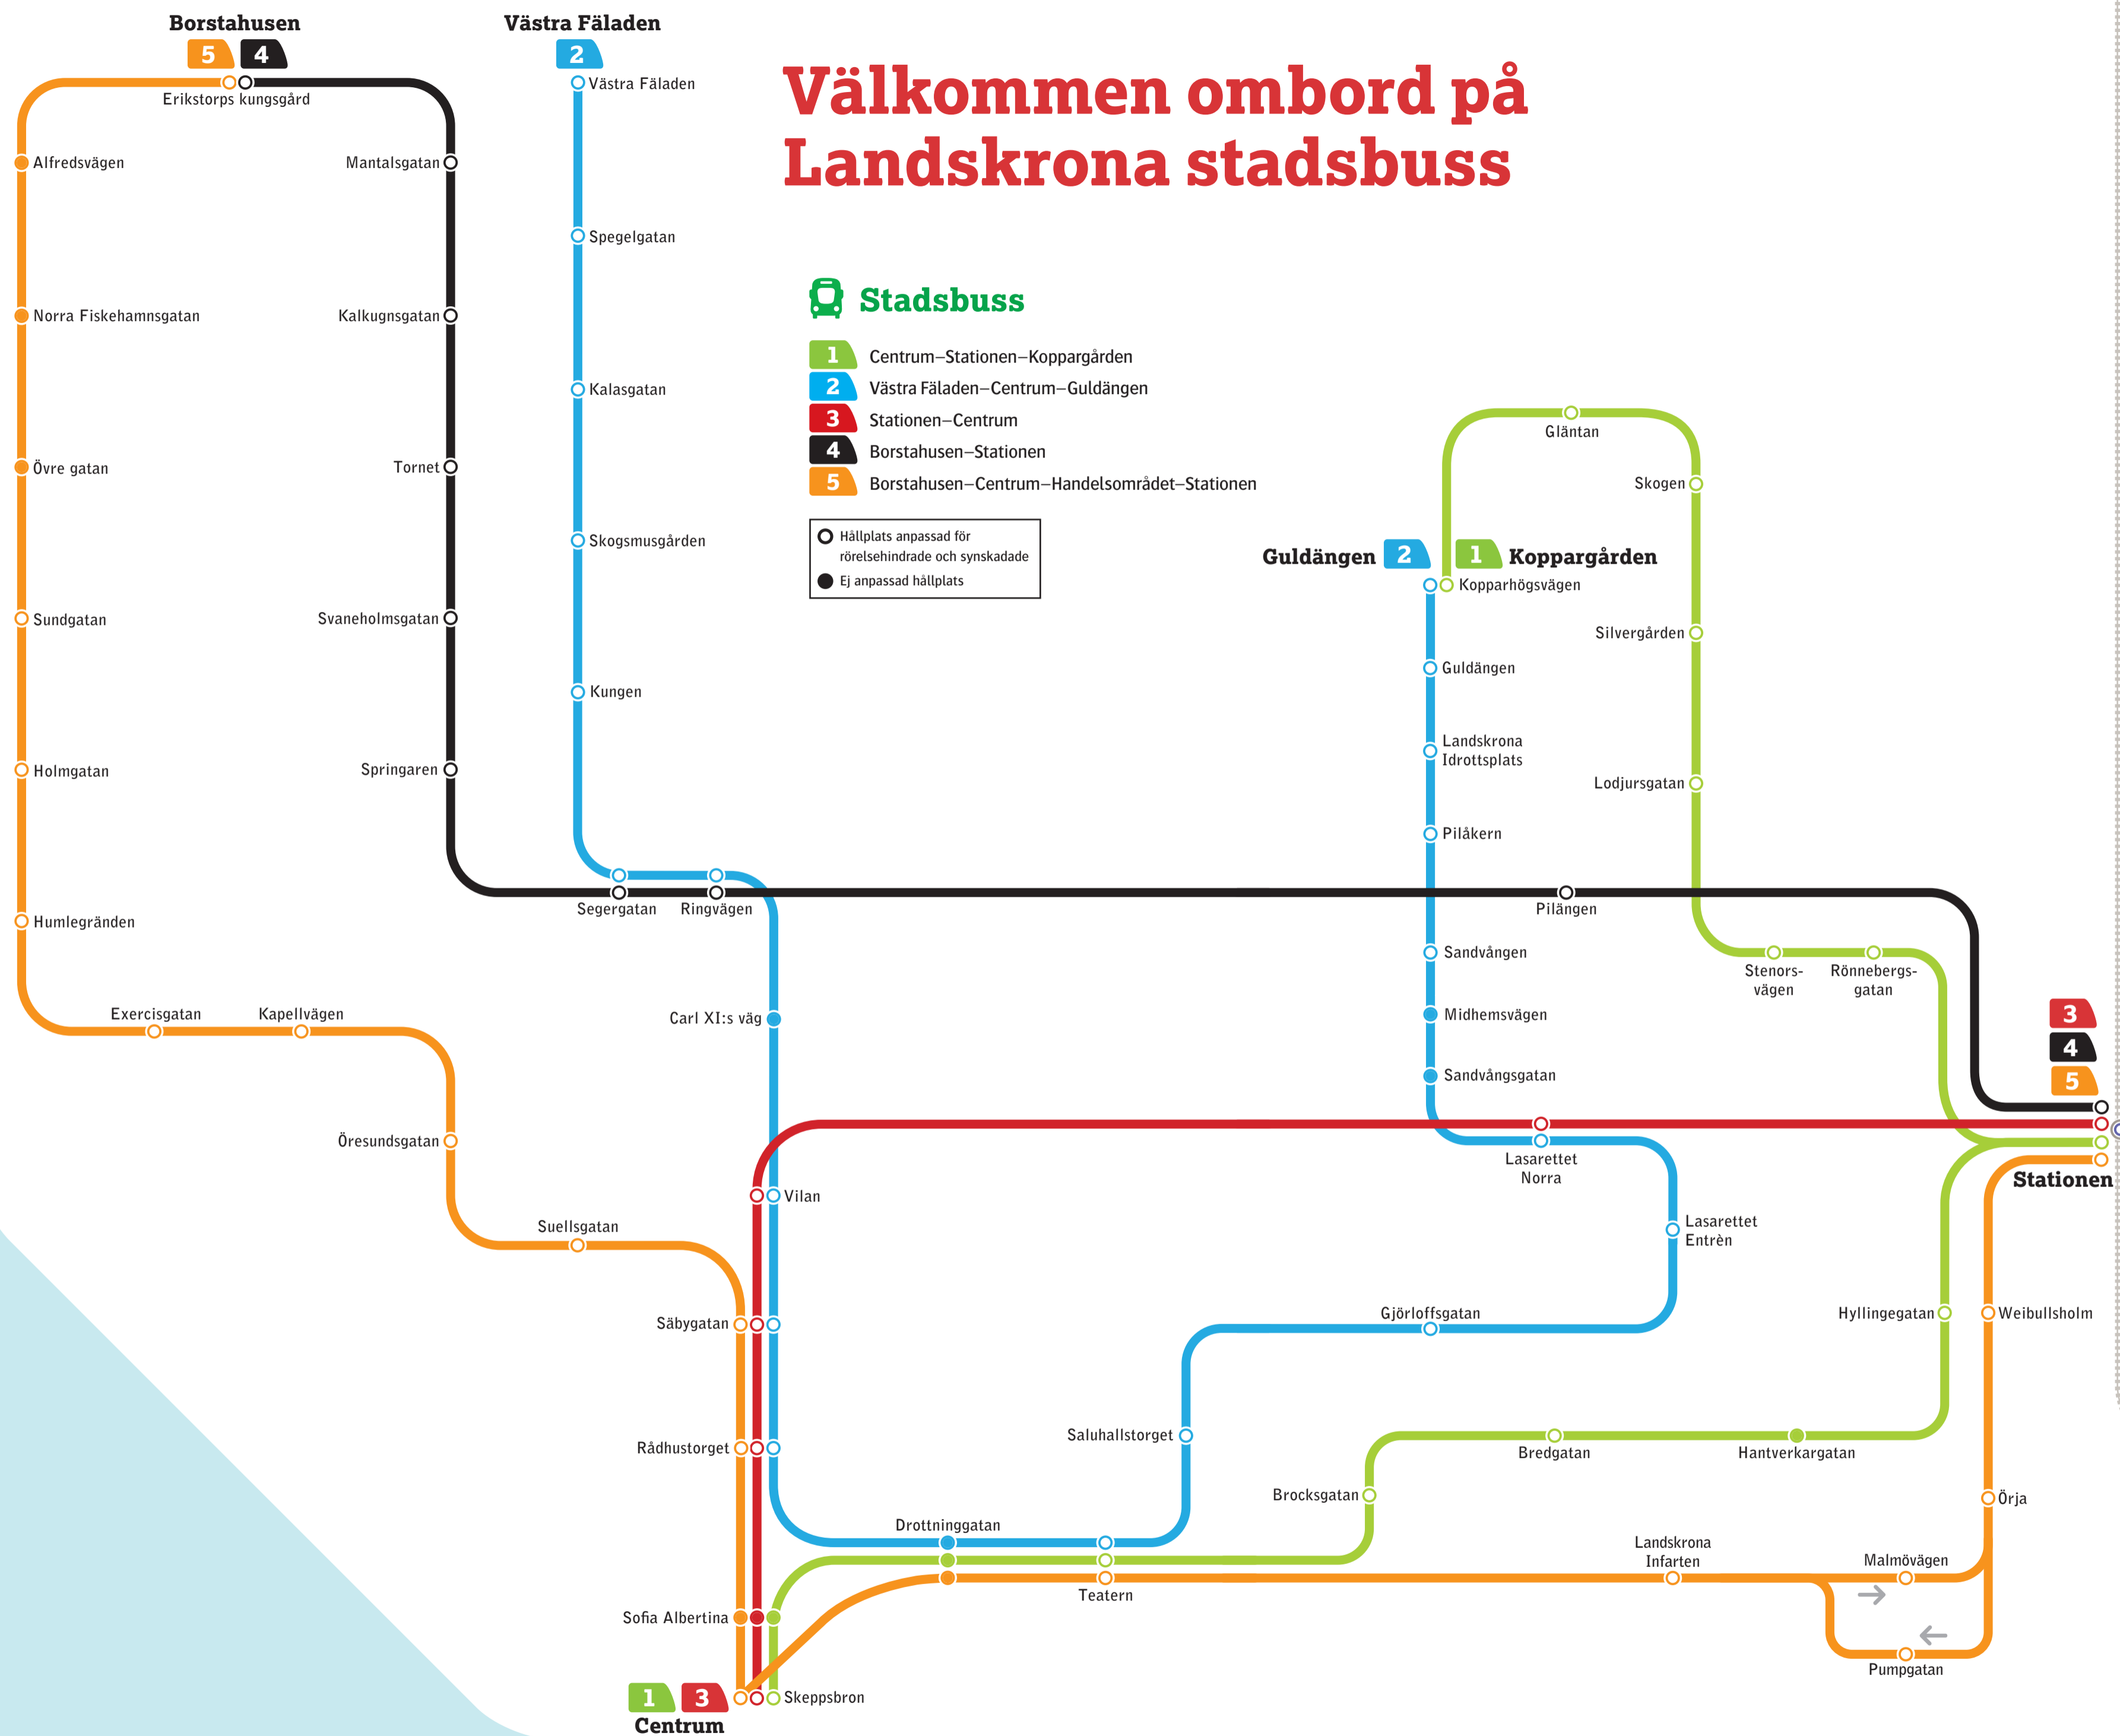 Borstahusen
5 4
Erikstorps kungsgård
Västra Fäladen
2
Västra Fäladen
Välkommen ombord på
Landskrona stadsbuss
Alfredsvägen
Norra Fiskehamnsgatan
Övre gatan
Sundgatan
Holmgatan
Humlegränden
Exercisgatan
Kapellvägen
Öresundsgatan
Suellsgatan
Mantalsgatan
Kalkugnsgatan
Tornet
Svaneholmsgatan
Springaren
Spegelgatan
Kalasgatan
Skogsmusgården
Kungen
Segergatan
Ringvägen
Carl XI:s väg
Vilan
Säbygatan
Rådhustorget
Sofia Albertina
Skeppsbron
1 3
Centrum
Stadsbuss
1 Centrum–Stationen–Koppargården
2 Västra Fäladen–Centrum–Guldängen
3 Stationen–Centrum
4 Borstahusen–Stationen
5 Borstahusen–Centrum–Handelsområdet–Stationen
Hållplats anpassad för
rörelsehindrade och synskadade
Ej anpassad hållplats
Gläntan
Skogen
Guldängen 2
1 Koppargården
Kopparhögsvägen
Silvergården
Guldängen
Landskrona
Idrottsplats
Lodjursgatan
Pilåkern
Pilängen
Sandvången
Stenors-
vägen
Rönnebergs-
gatan
Midhemsvägen
Sandvångsgatan
3
4
5
Stationen
Lasarettet
Norra
Lasarettet
Entrèn
Gjörloffsgatan
Hyllingegatan
Weibullsholm
Saluhallstorget
Bredgatan
Hantverkargatan
Brocksgatan
Örja
Drottninggatan
Teatern
Landskrona
Infarten
Malmövägen
Pumpgatan